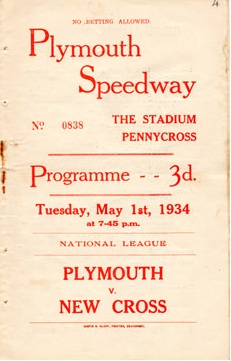 NO BETTING ALLOWED.
Plymouth
Speedway
Nº 0838
THE STADIUM
PENNYCROSS
Programme - - 3d.
Tuesday, May 1st, 1934
at 7-45 p.m.
NATIONAL LEAGUE
PLYMOUTH
v.
NEW CROSS